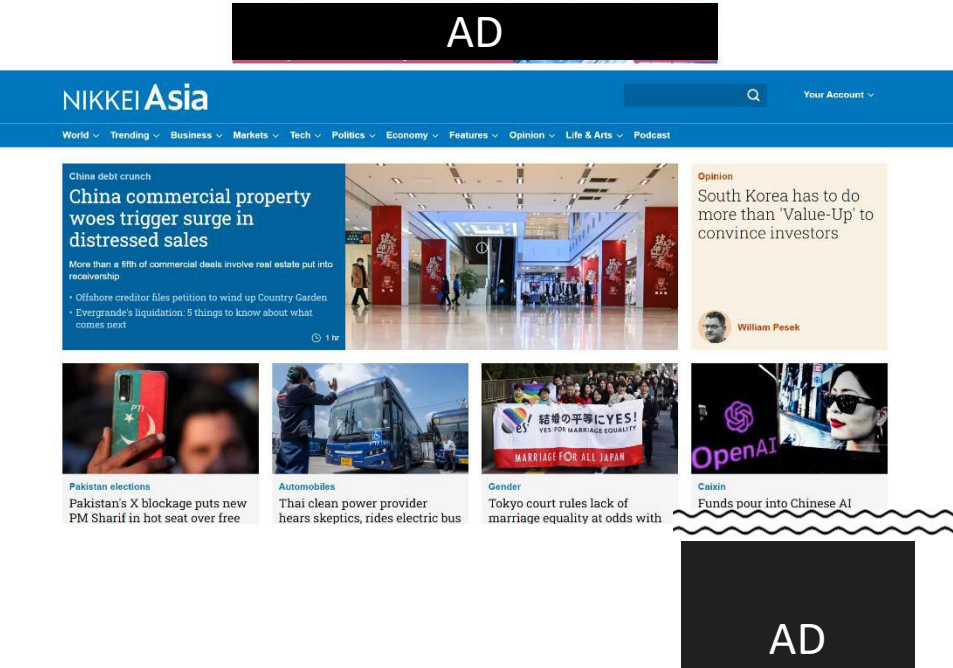 AD
NIKKEI Asia
Your Account
World Trending Business Markets Tech Politics Economy Features Opinion Life & Arts Podcast
China debt crunch
China commercial property
woes trigger surge in
distressed sales
More than a fifth of commercial deals involve real estate put into
receivership
• Offshore creditor files petition to wind up Country Garden
• Evergrande's liquidation: 5 things to know about what
comes next
1 hr
Opinion
South Korea has to do
more than 'Value-Up' to
convince investors
William Pesek
PTI
yes!
結婚の平等にYES!
YES FOR MARRIAGE EQUALITY
MARRIAGE FOR ALL JAPAN
OpenAI
Pakistan elections
Pakistan's X blockage puts new
PM Sharif in hot seat over free
Automobiles
Thai clean power provider
hears skeptics, rides electric bus
Gender
Tokyo court rules lack of
marriage equality at odds with
Caixin
Funds pour into Chinese AI
AD